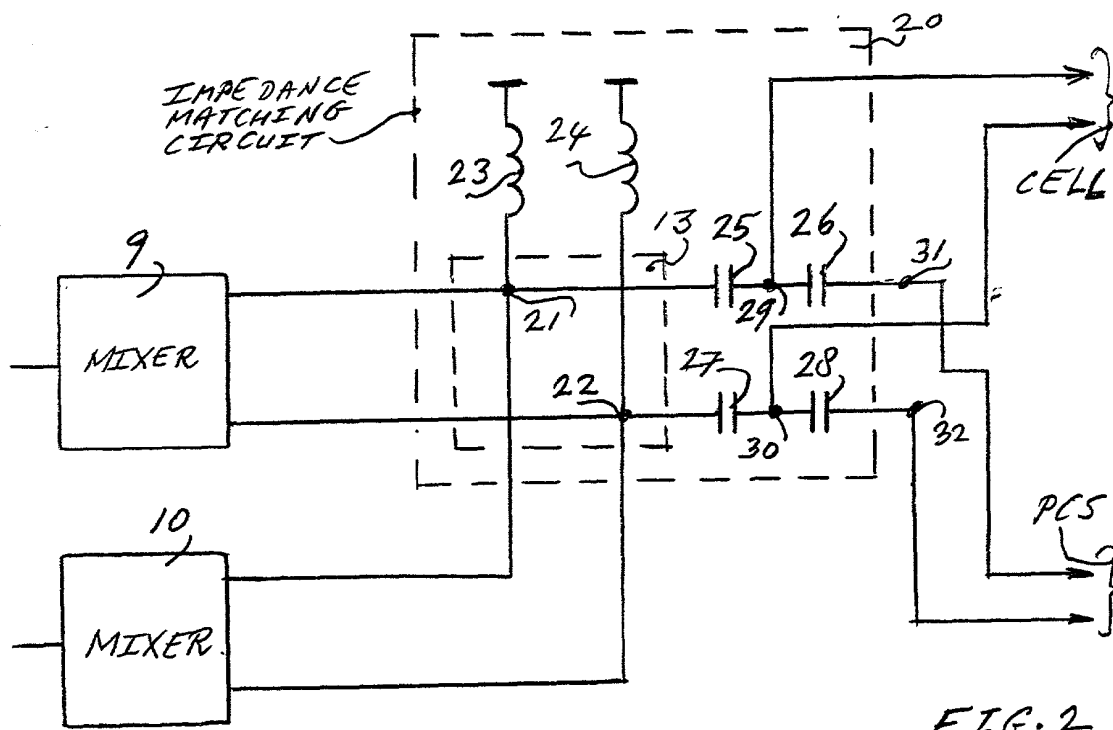 20
IMPEDANCE
MATCHING
CIRCUIT
23
24
CELL
9
13
25
26
31
21
29
MIXER
22
27
28
30
32
10
PCS
MIXER
FIG. 2